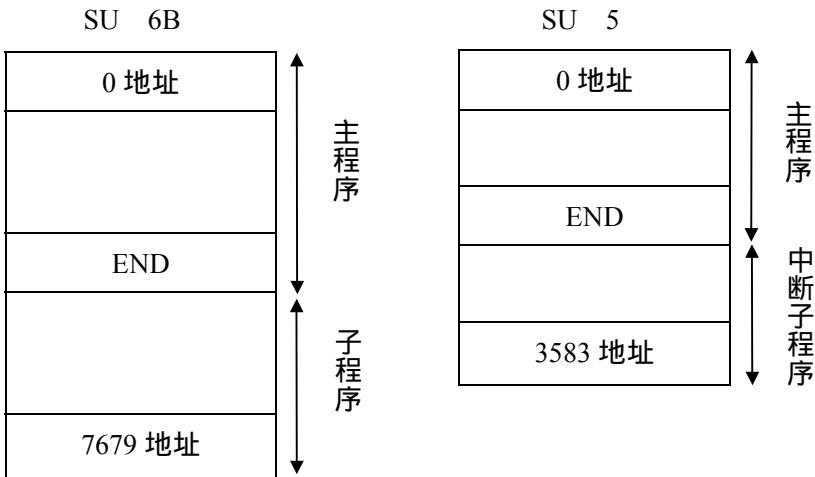 SU 6B
0 地址
END
7679 地址
主程序
子程序
SU 5
0 地址
END
3583 地址
主程序
中断子程序